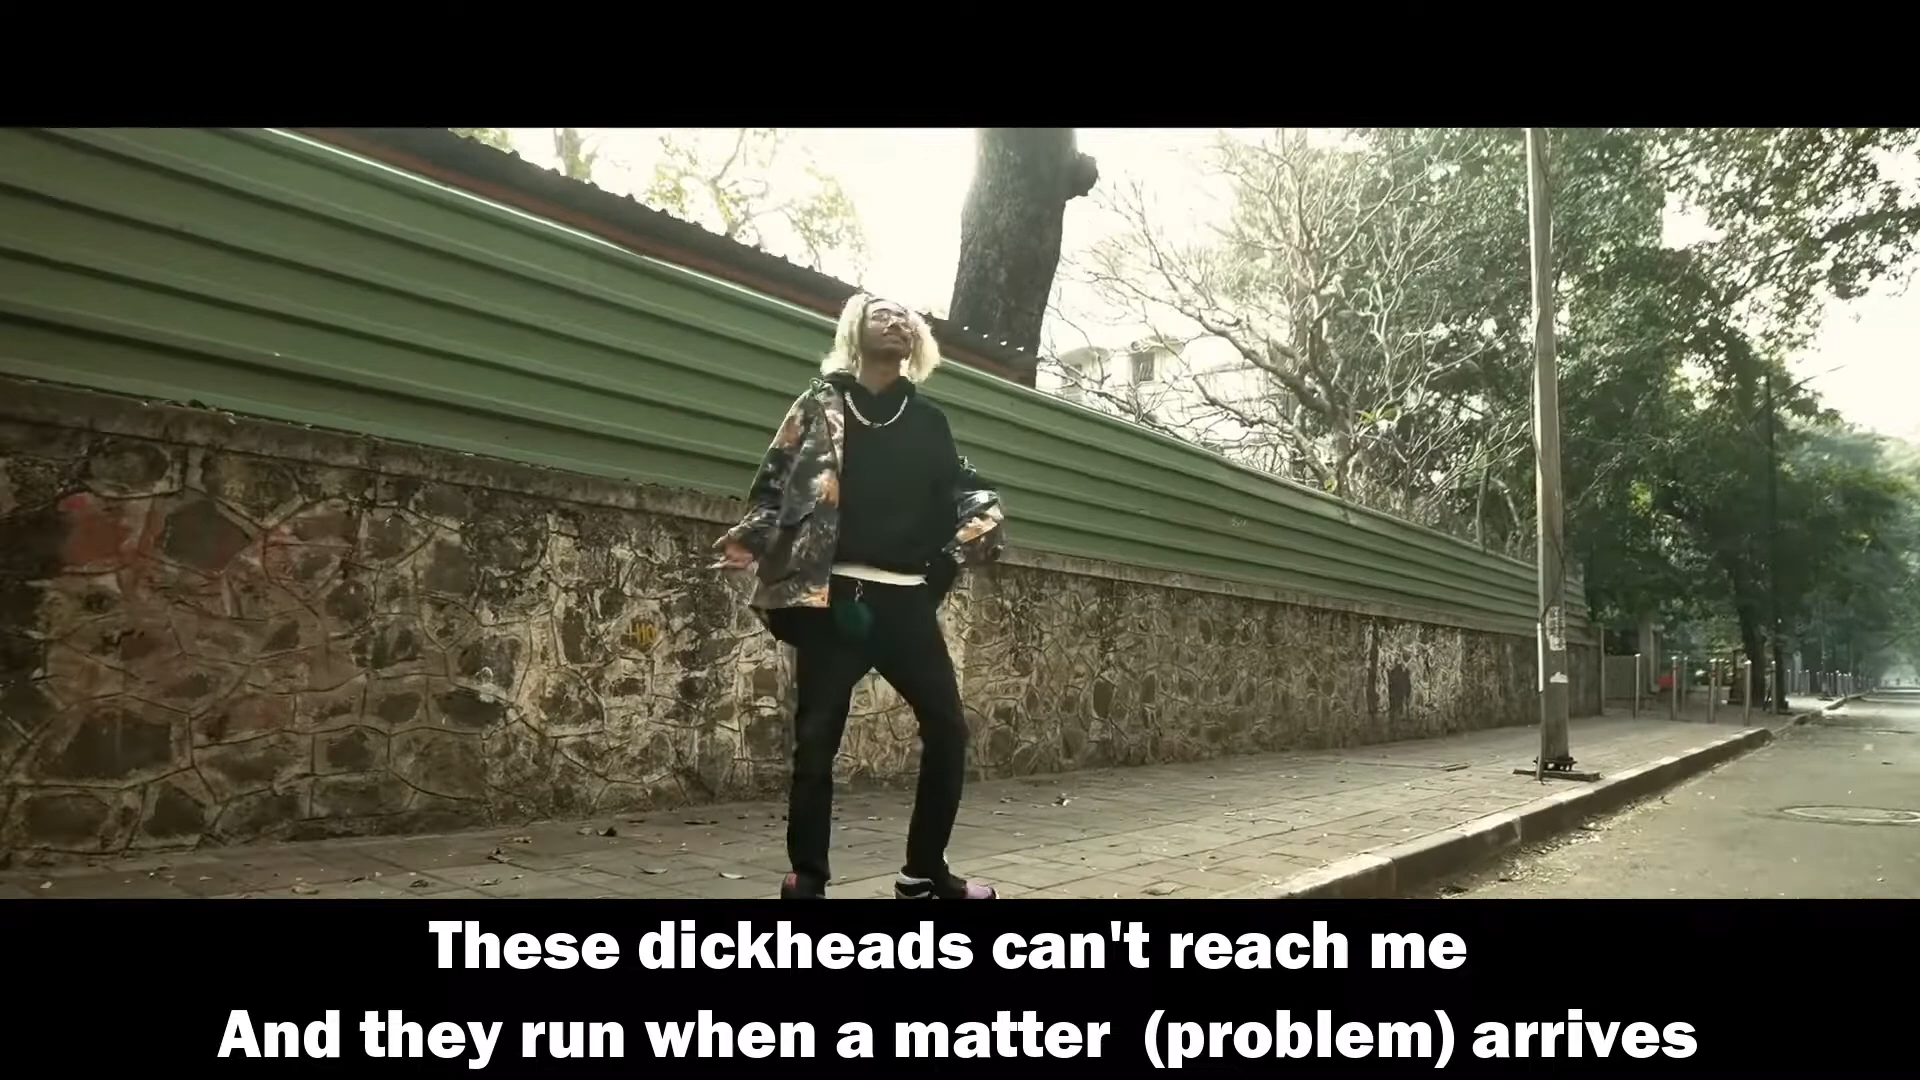 These dickheads can't reach me
And they run when a matter (problem) arrives